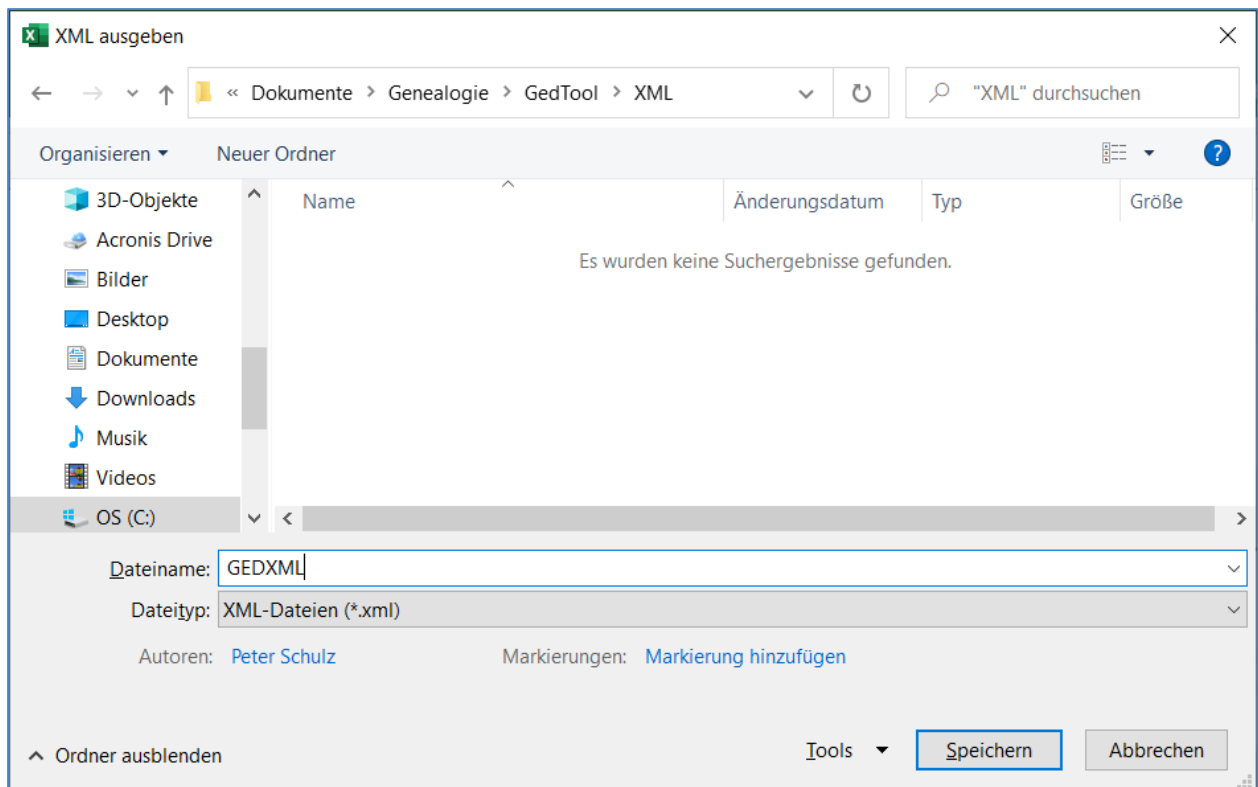 XML ausgeben
« Dokumente > Genealogie > GedTool > XML "XML" durchsuchen
Organisieren Neuer Ordner ?
3D-Objekte Name Änderungsdatum Typ Größe
Acronis Drive
Es wurden keine Suchergebnisse gefunden.
Bilder
Desktop
Dokumente
Downloads
Musik
Videos
OS (C:)
Dateiname: GEDXML
Dateityp: XML-Dateien (*.xml)
Autoren: Peter Schulz Markierungen: Markierung hinzufügen
Ordner ausblenden Tools Speichern Abbrechen